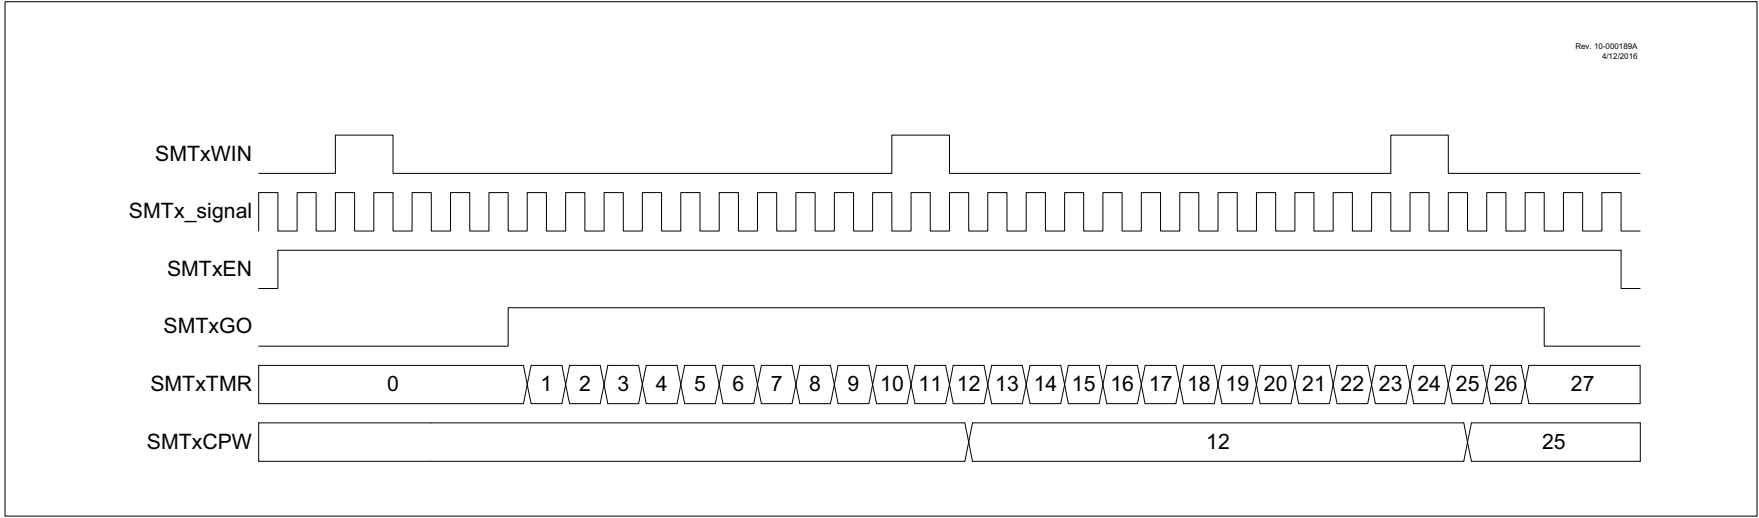 Rev. 10-000189A
4/12/2016
SMTxWIN
SMTx_signal
SMTxEN
SMTxGO
SMTxTMR 0 1 2 3 4 5 6 7 8 9 10 11 12 13 14 15 16 17 18 19 20 21 22 23 24 25 26 27
SMTxCPW 12 25